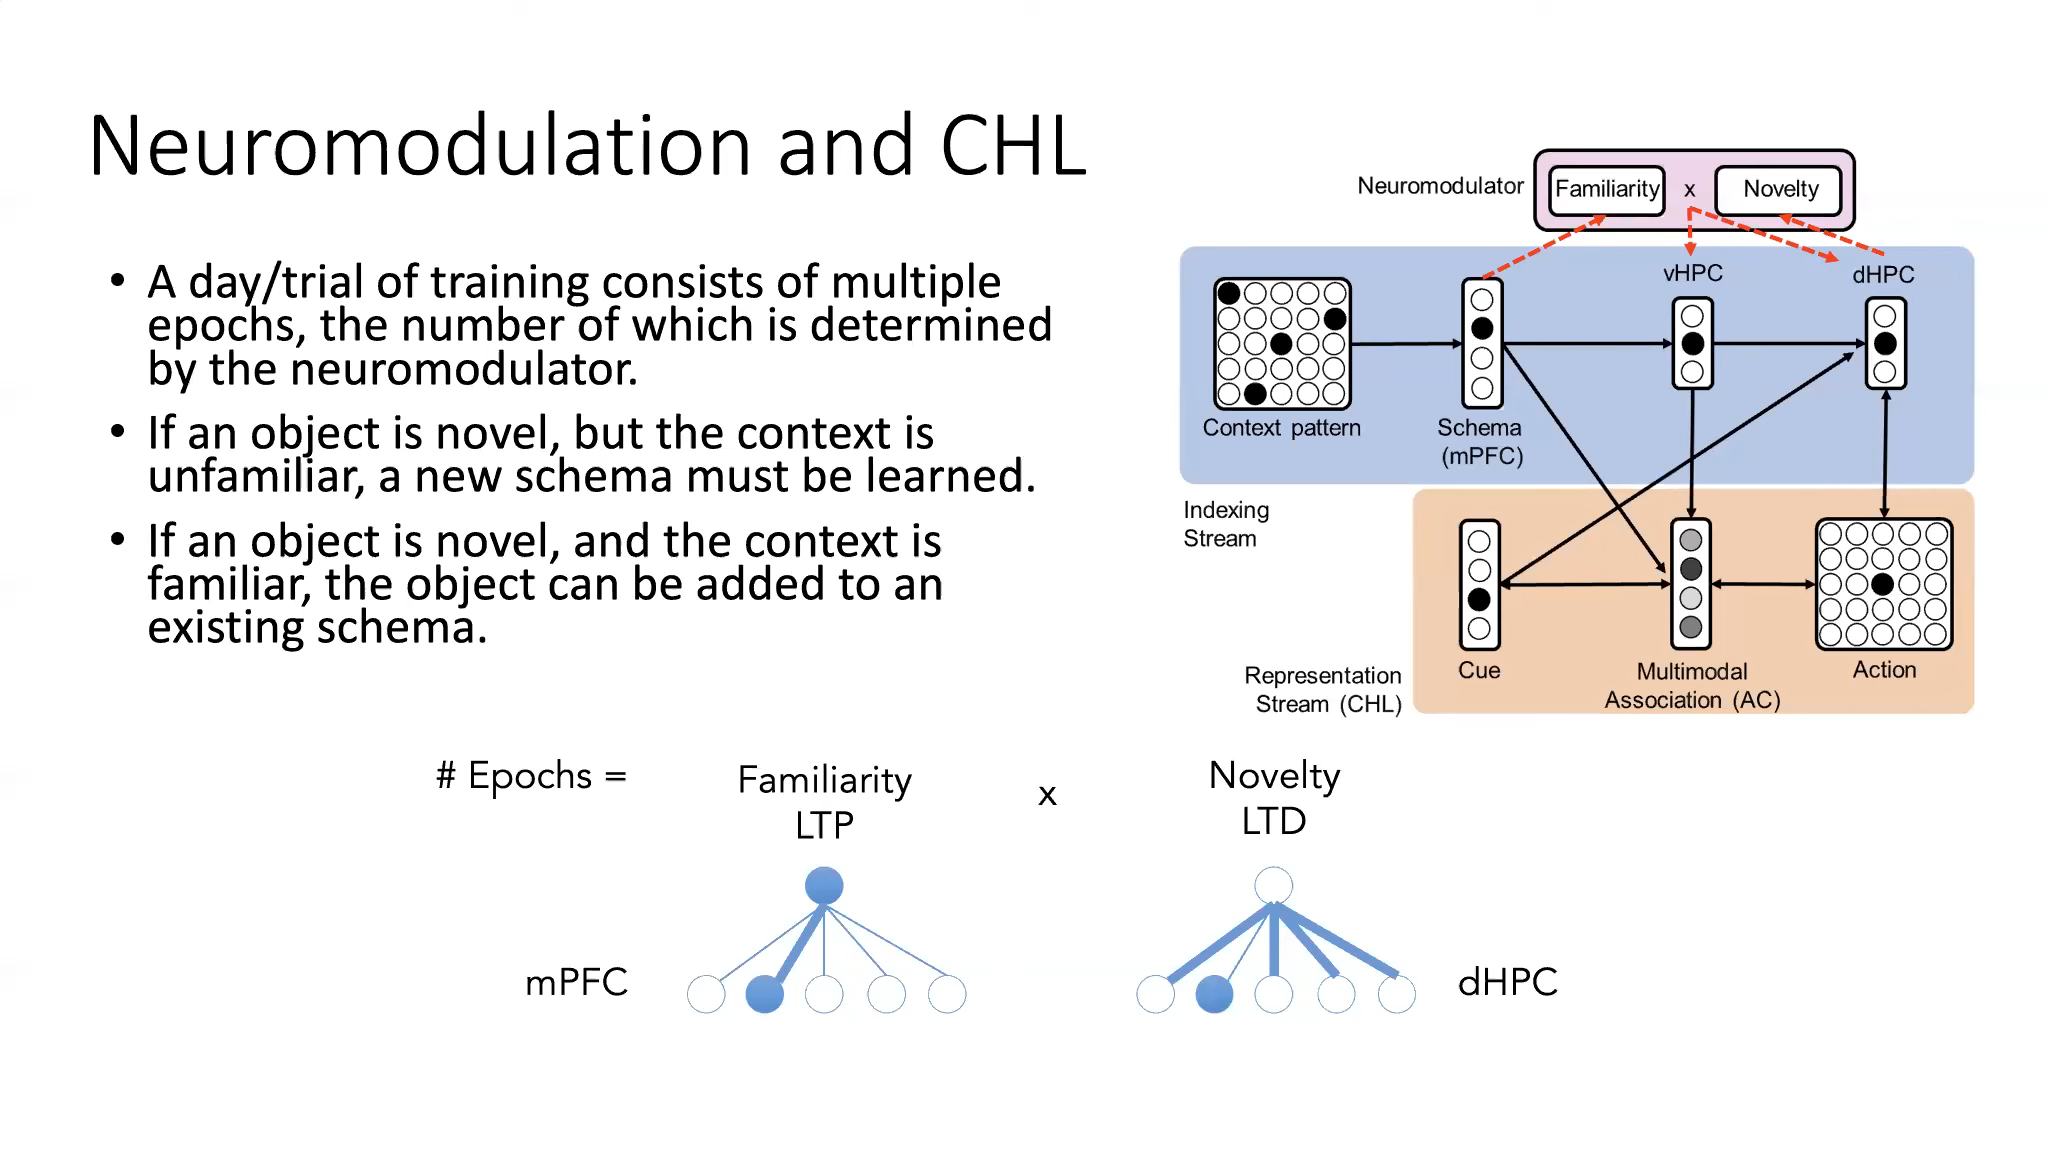 Neuromodulation and CHL
• A day/trial of training consists of multiple
epochs, the number of which is determined
by the neuromodulator.
• If an object is novel, but the context is
unfamiliar, a new schema must be learned.
• If an object is novel, and the context is
familiar, the object can be added to an
existing schema.
Neuromodulator
Familiarity x Novelty
vHPC
dHPC
Context pattern
Schema
(mPFC)
Indexing
Stream
Representation
Stream (CHL)
Cue
Multimodal
Association (AC)
Action
# Epochs =
Familiarity
LTP
x
Novelty
LTD
mPFC
dHPC